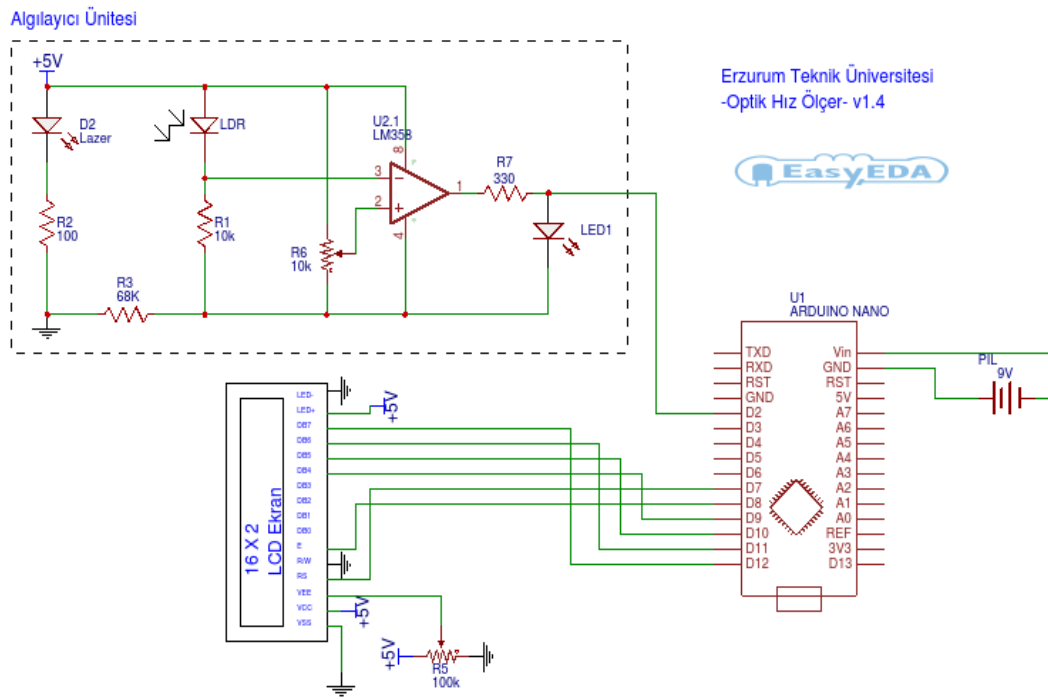 Algılayıcı Ünitesi
+5V
D2
Lazer
LDR
U2.1
LM358
8
3
2
1
4
R7
330
LED1
R2
100
R1
10k
R6
10k
R3
68K
Erzurum Teknik Üniversitesi
-Optik Hız Ölçer- v1.4
EasyEDA
U1
ARDUINO NANO
TXD
RXD
RST
GND
D2
D3
D4
D5
D6
D7
D8
D9
D10
D11
D12
Vin
GND
RST
5V
A7
A6
A5
A4
A3
A2
A1
A0
REF
3V3
D13
PIL
9V
16 X 2
LCD Ekran
LED-
LED+
DB7
DB6
DB5
DB4
DB3
DB2
DB1
DB0
E
R/W
RS
VEE
VCC
VSS
+5V
+5V
+5V
R5
100k